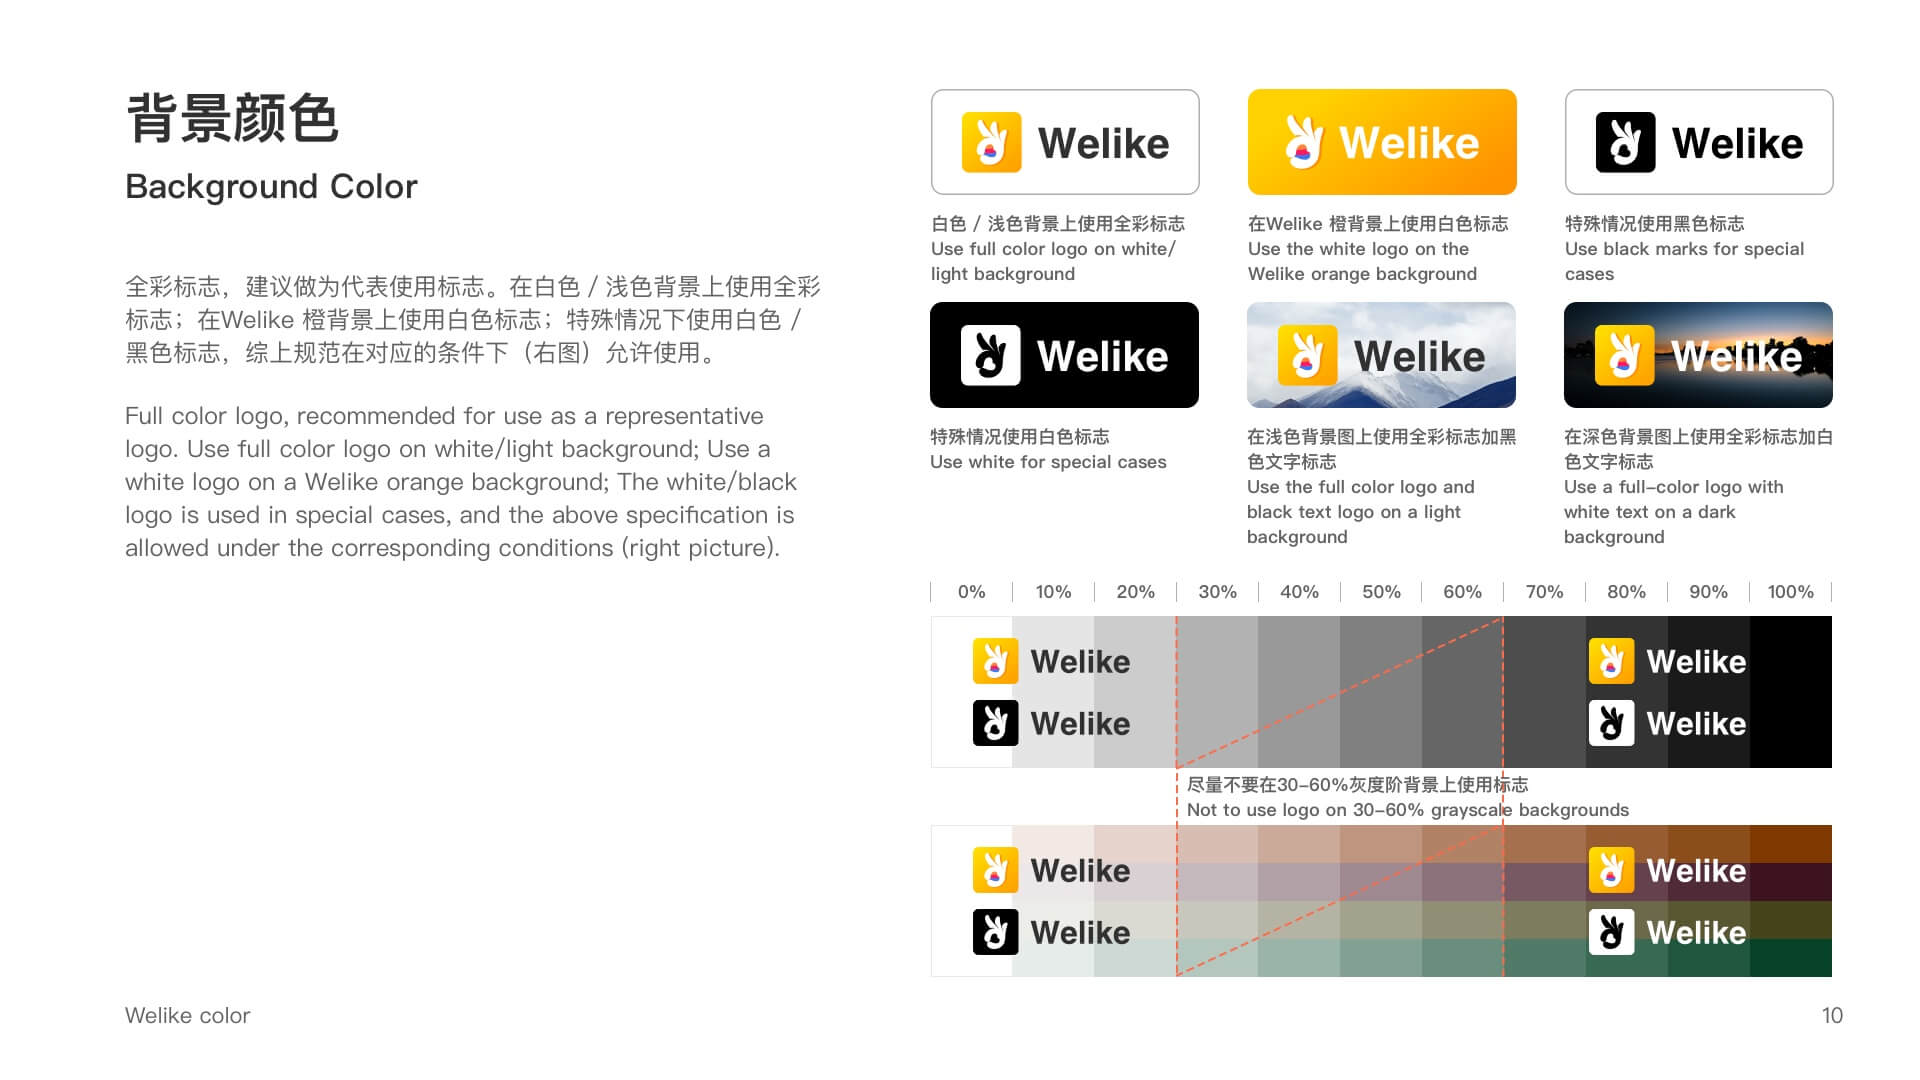 背景颜色
Background Color
全彩标志，建议做为代表使用标志。在白色 / 浅色背景上使用全彩
标志；在Welike 橙背景上使用白色标志；特殊情况下使用白色 /
黑色标志，综上规范在对应的条件下（右图）允许使用。
Full color logo, recommended for use as a representative
logo. Use full color logo on white/light background; Use a
white logo on a Welike orange background; The white/black
logo is used in special cases, and the above specification is
allowed under the corresponding conditions (right picture).
Welike
白色 / 浅色背景上使用全彩标志
Use full color logo on white/
light background
Welike
在Welike 橙背景上使用白色标志
Use the white logo on the
Welike orange background
Welike
特殊情况使用黑色标志
Use black marks for special
cases
Welike
特殊情况使用白色标志
Use white for special cases
Welike
在浅色背景图上使用全彩标志加黑
色文字标志
Use the full color logo and
black text logo on a light
background
Welike
在深色背景图上使用全彩标志加白
色文字标志
Use a full-color logo with
white text on a dark
background
0% 10% 20% 30% 40% 50% 60% 70% 80% 90% 100%
Welike Welike
Welike Welike
尽量不要在30-60%灰度阶背景上使用标志
Not to use logo on 30-60% grayscale backgrounds
Welike Welike
Welike Welike
Welike color
10